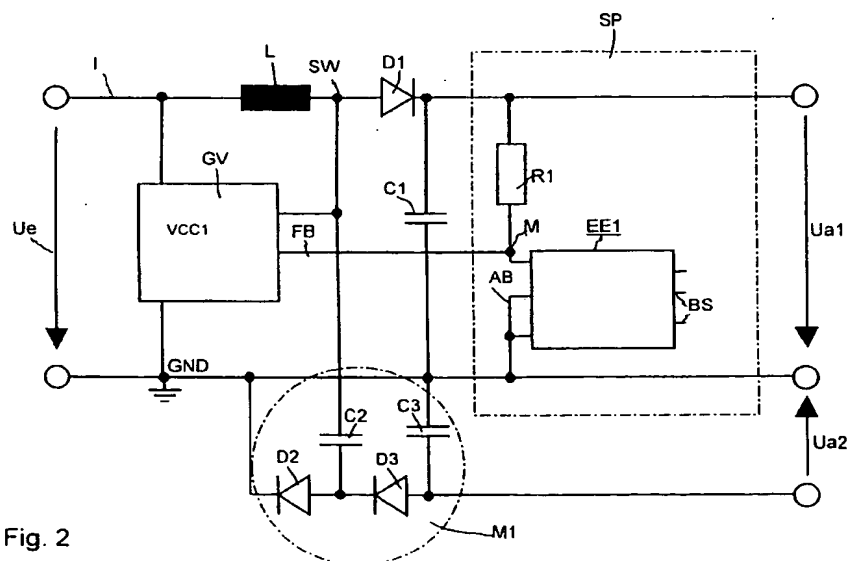 SP
I
L
SW
D1
GV
VCC1
C1
R1
M
EE1
Ue
FB
AB
BS
Ua1
GND
C2
C3
Ua2
D2
D3
M1
Fig. 2